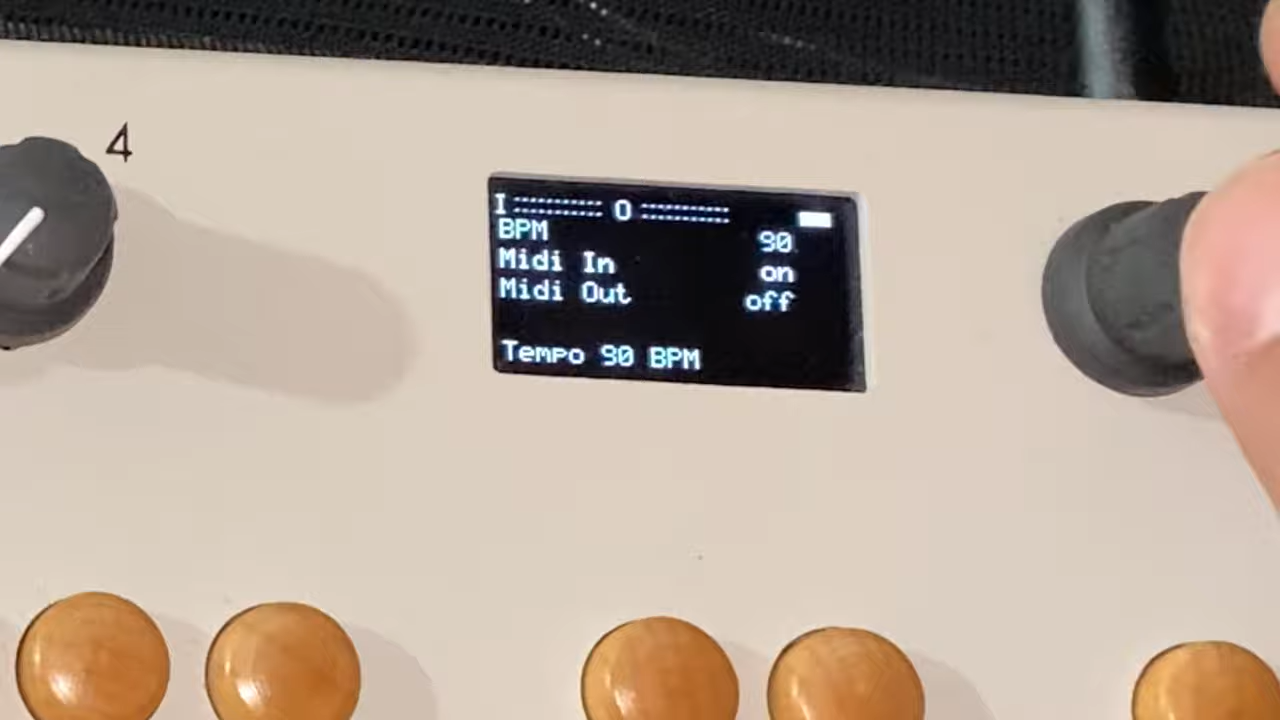 4
I O
BPM 90
Midi In on
Midi Out off
Tempo 90 BPM